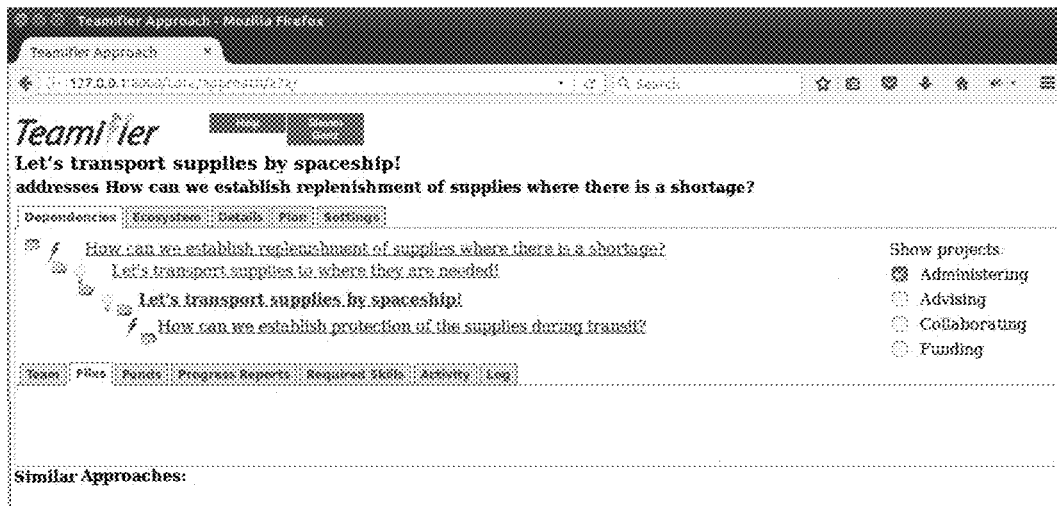 Teamifier Approach - Mozilla Firefox
Teamifier Approach
127.0.0.1
Search
Teamifier
Let's transport supplies by spaceship!
addresses How can we establish replenishment of supplies where there is a shortage?
Dependencies Ecosystem Details Plan Settings
How can we establish replenishment of supplies where there is a shortage?
Let's transport supplies to where they are needed!
Let's transport supplies by spaceship!
How can we establish protection of the supplies during transit?
Show projects:
Administering
Advising
Collaborating
Funding
Team Files Funds Progress Reports Required Skills Activity Log
Similar Approaches: